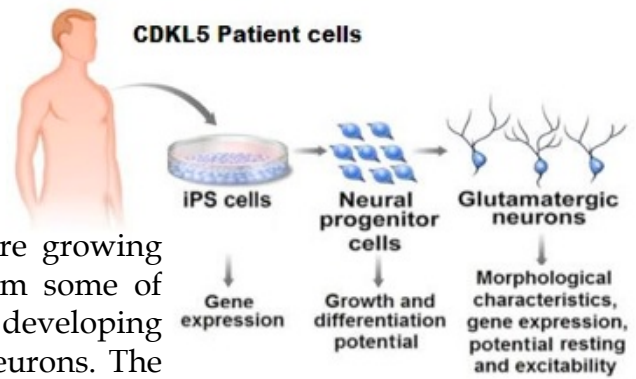 CDKL5 Patient cells
iPS cells
Neural
progenitor
cells
Glutamatergic
neurons
Gene
expression
Growth and
differentiation
potential
Morphological
characteristics,
gene expression,
potential resting
and excitability
re growing
m some of
developing
eurons. The